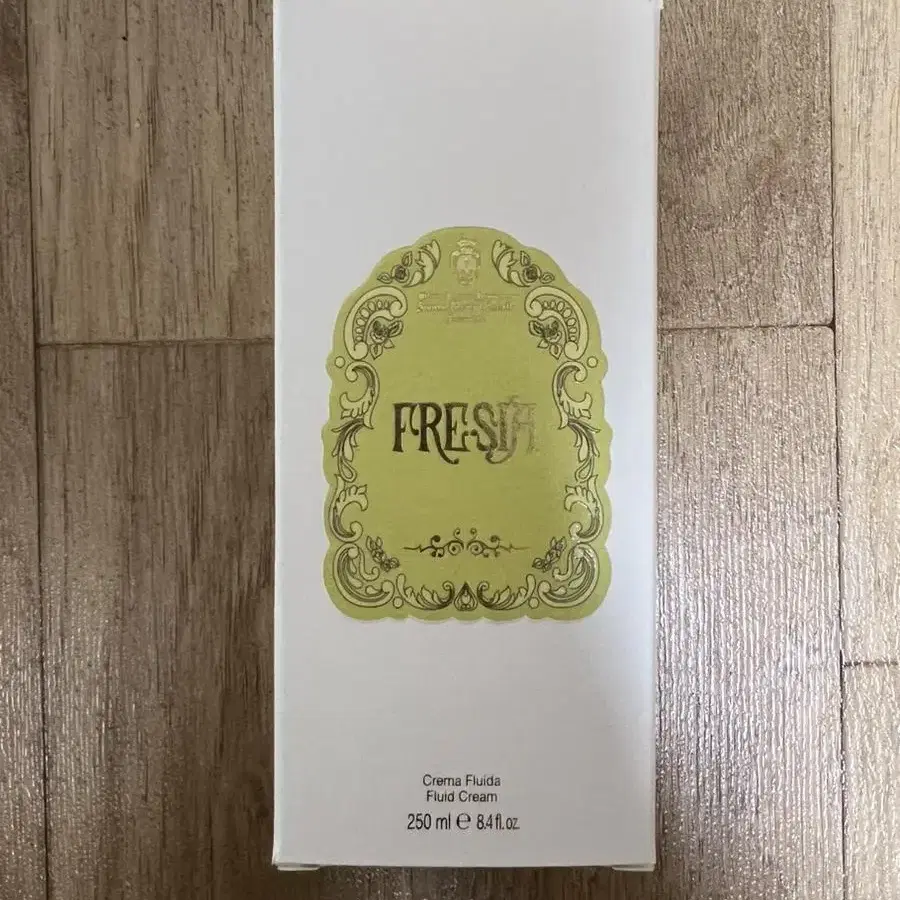 FRESIA
Crema Fluida
Fluid Cream
250 ml ℮ 8.4 fl. oz.